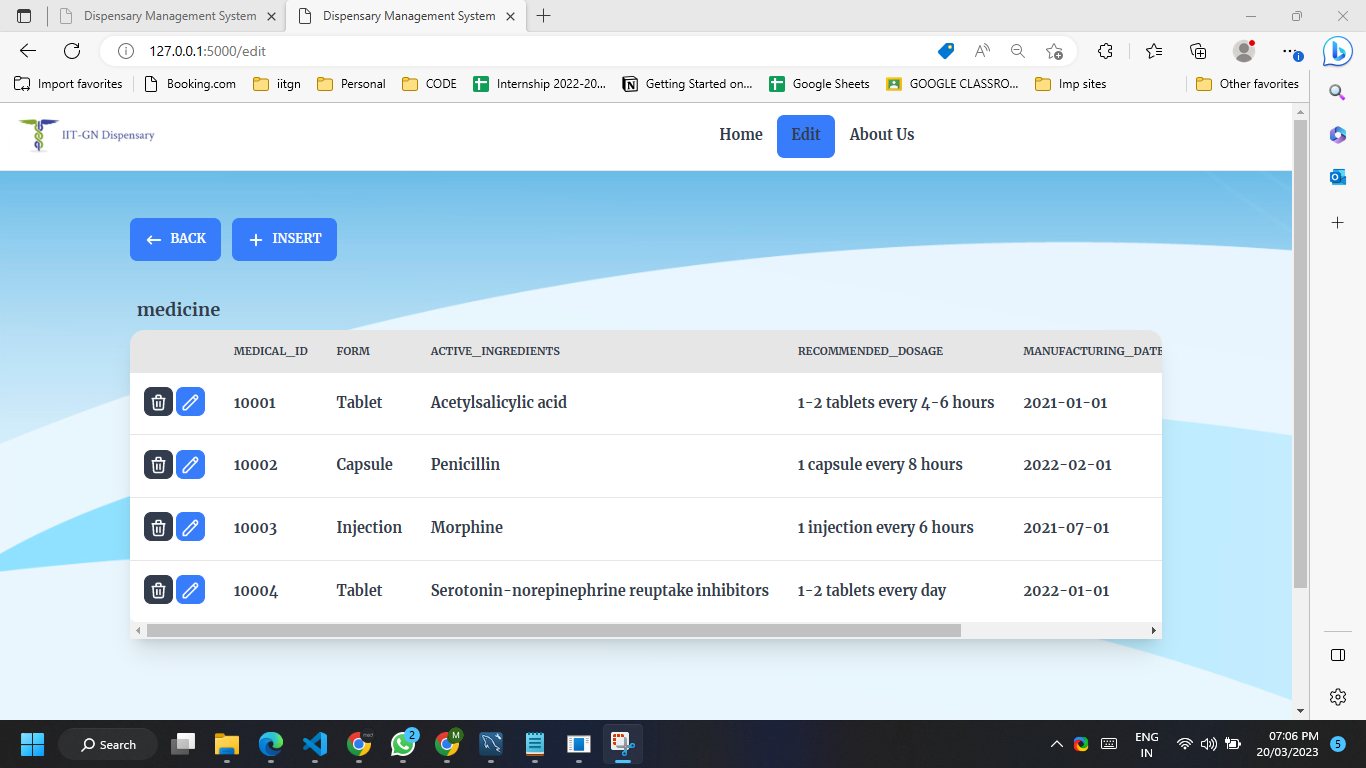 Dispensary Management System
Dispensary Management System
127.0.0.1:5000/edit
Import favorites
Booking.com
iitgn
Personal
CODE
Internship 2022-20...
Getting Started on...
Google Sheets
GOOGLE CLASSRO...
Imp sites
Other favorites
IIT-GN Dispensary
Home
Edit
About Us
BACK
INSERT
medicine
MEDICAL_ID FORM ACTIVE_INGREDIENTS RECOMMENDED_DOSAGE MANUFACTURING_DATE
10001 Tablet Acetylsalicylic acid 1-2 tablets every 4-6 hours 2021-01-01
10002 Capsule Penicillin 1 capsule every 8 hours 2022-02-01
10003 Injection Morphine 1 injection every 6 hours 2021-07-01
10004 Tablet Serotonin-norepinephrine reuptake inhibitors 1-2 tablets every day 2022-01-01
Search
2
M
ENG
IN
07:06 PM
20/03/2023
5